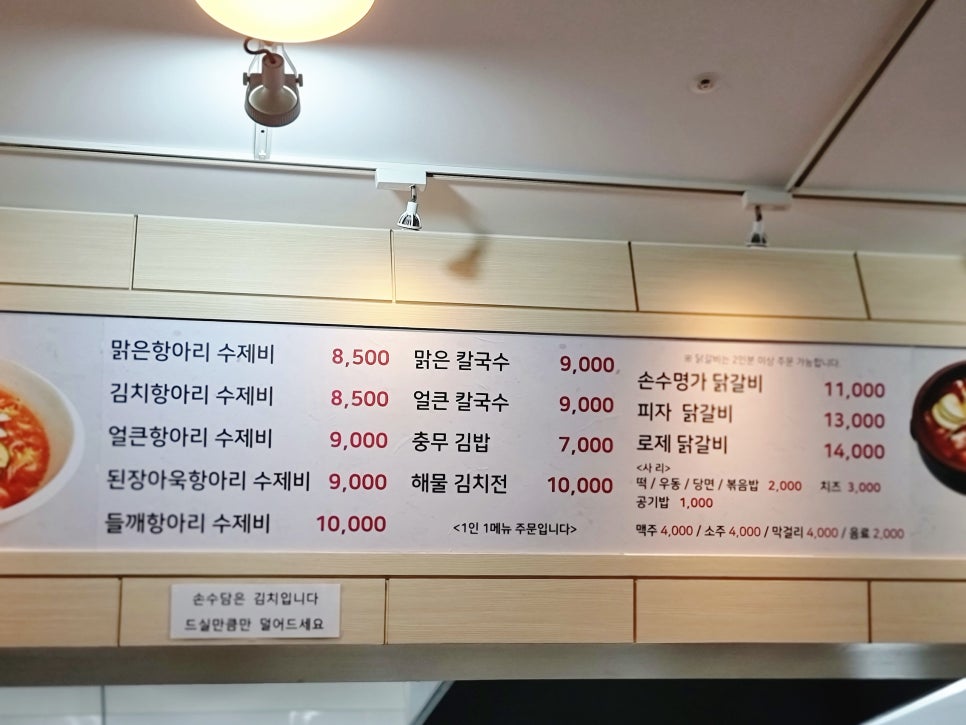 맑은항아리 수제비 8,500
김치항아리 수제비 8,500
얼큰항아리 수제비 9,000
된장아욱항아리 수제비 9,000
들깨항아리 수제비 10,000
맑은 칼국수 9,000
얼큰 칼국수 9,000
충무 김밥 7,000
해물 김치전 10,000
<1인 1메뉴 주문입니다>
※ 닭갈비는 2인분 이상 주문 가능합니다.
손수명가 닭갈비 11,000
피자 닭갈비 13,000
로제 닭갈비 14,000
<사리>
떡 / 우동 / 당면 / 볶음밥 2,000 치즈 3,000
공기밥 1,000
맥주 4,000 / 소주 4,000 / 막걸리 4,000 / 음료 2,000
손수담은 김치입니다
드실만큼만 덜어드세요